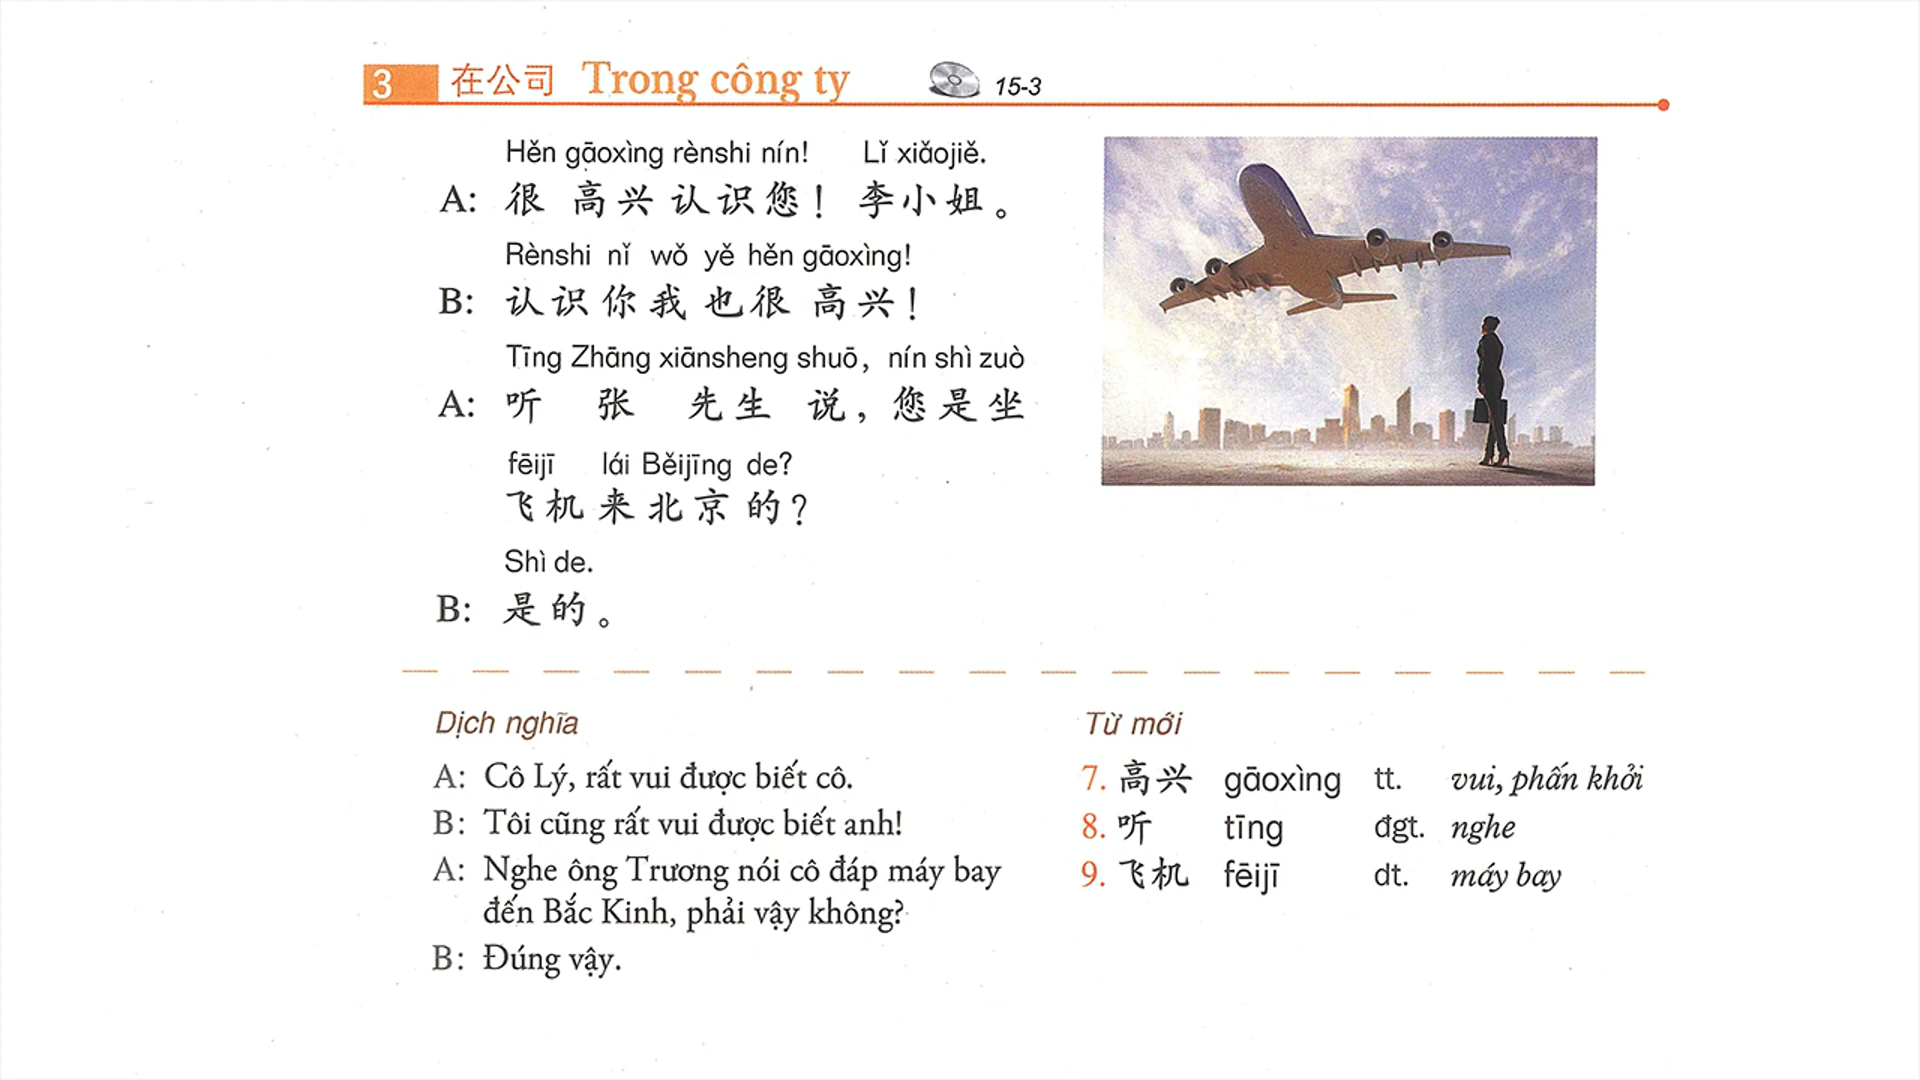 3 在公司 Trong công ty 15-3
Hěn gāoxìng rènshi nín! Lǐ xiǎojiě.
A: 很高兴认识您! 李小姐。
Rènshi nǐ wǒ yě hěn gāoxìng!
B: 认识你我也很高兴!
Tīng Zhāng xiānsheng shuō, nín shì zuò
A: 听张先生说, 您是坐
fēijī lái Běijīng de?
飞机来北京的?
Shì de.
B: 是的。
Dịch nghĩa
A: Cô Lý, rất vui được biết cô.
B: Tôi cũng rất vui được biết anh!
A: Nghe ông Trương nói cô đáp máy bay
đến Bắc Kinh, phải vậy không?
B: Đúng vậy.
Từ mới
7. 高兴 gāoxìng tt. vui, phấn khởi
8. 听 tīng đgt. nghe
9. 飞机 fēijī dt. máy bay